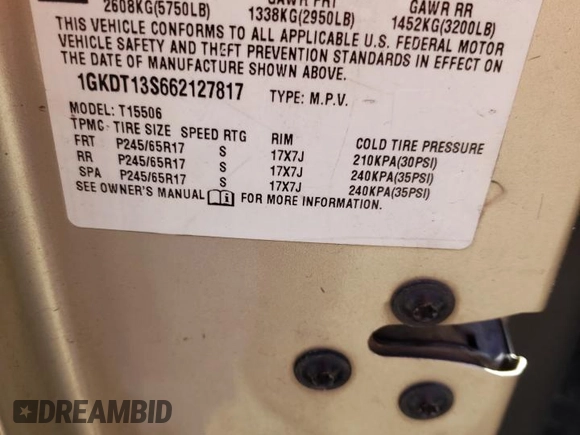 GAWR FRT GAWR RR
2608KG(5750LB) 1338KG(2950LB) 1452KG(3200LB)
THIS VEHICLE CONFORMS TO ALL APPLICABLE U.S. FEDERAL MOTOR
VEHICLE SAFETY AND THEFT PREVENTION STANDARDS IN EFFECT ON
THE DATE OF MANUFACTURE SHOWN ABOVE.
1GKDT13S662127817 TYPE: M.P.V.
MODEL: T15506
TPMC- TIRE SIZE SPEED RTG RIM COLD TIRE PRESSURE
FRT P245/65R17 S 17X7J 210KPA(30PSI)
RR P245/65R17 S 17X7J 240KPA(35PSI)
SPA P245/65R17 S 17X7J 240KPA(35PSI)
SEE OWNER'S MANUAL FOR MORE INFORMATION.
DREAMBID